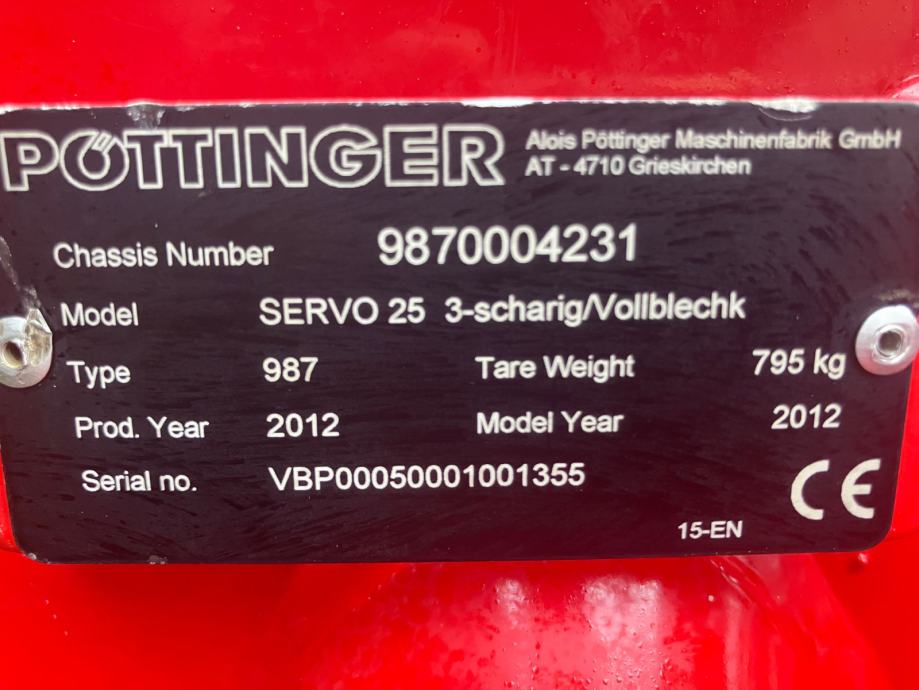 PÖTTINGER
Alois Pöttinger Maschinenfabrik GmbH
AT - 4710 Grieskirchen
Chassis Number 9870004231
Model SERVO 25 3-scharig/Vollblechk
Type 987 Tare Weight 795 kg
Prod. Year 2012 Model Year 2012
Serial no. VBP00050001001355
CE
15-EN